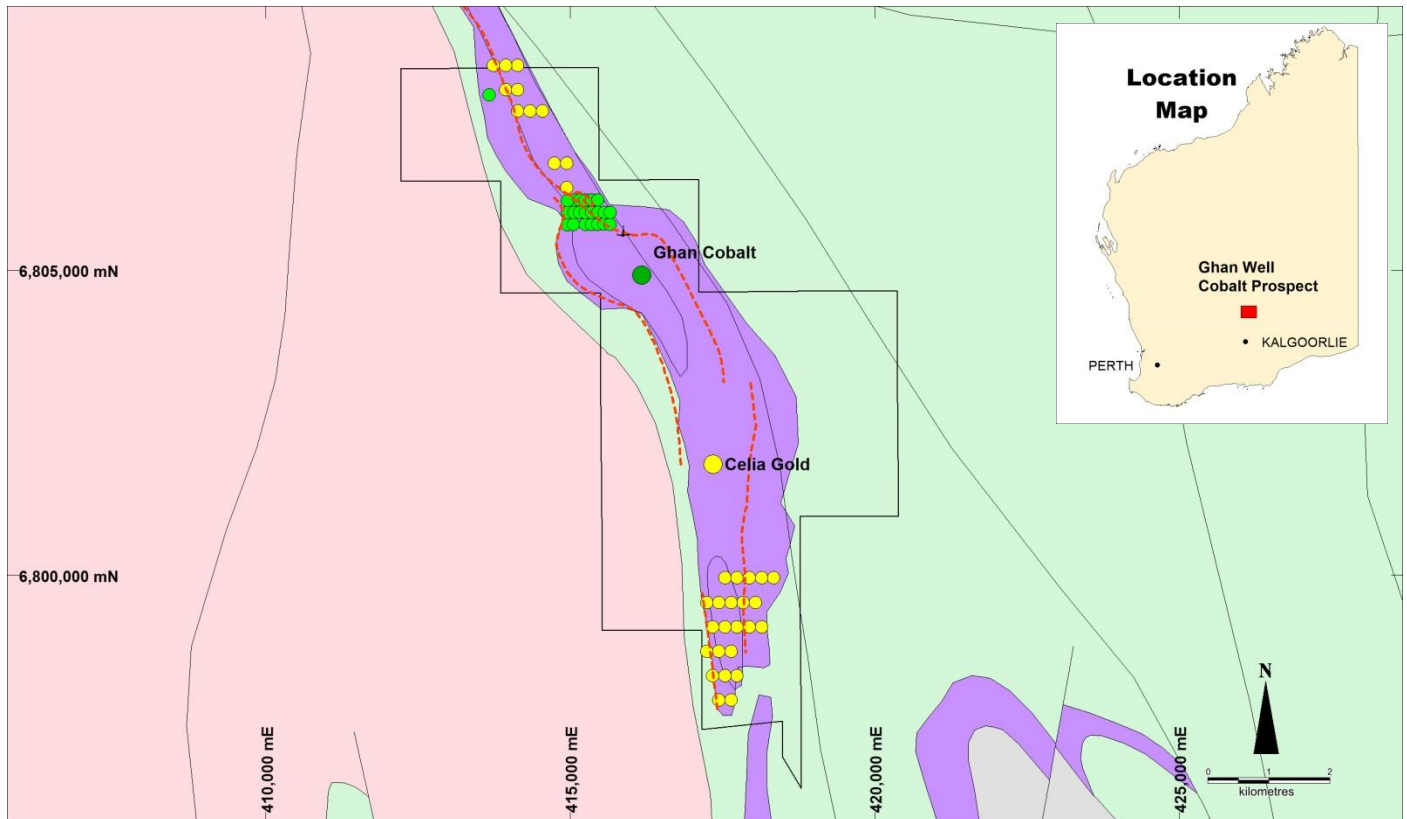 Location
Map
Ghan Well
Cobalt Prospect
KALGOORLIE
PERTH
Ghan Cobalt
6,805,000 mN
Celia Gold
6,800,000 mN
410,000 mE
415,000 mE
420,000 mE
425,000 mE
N
0 1 2
kilometres